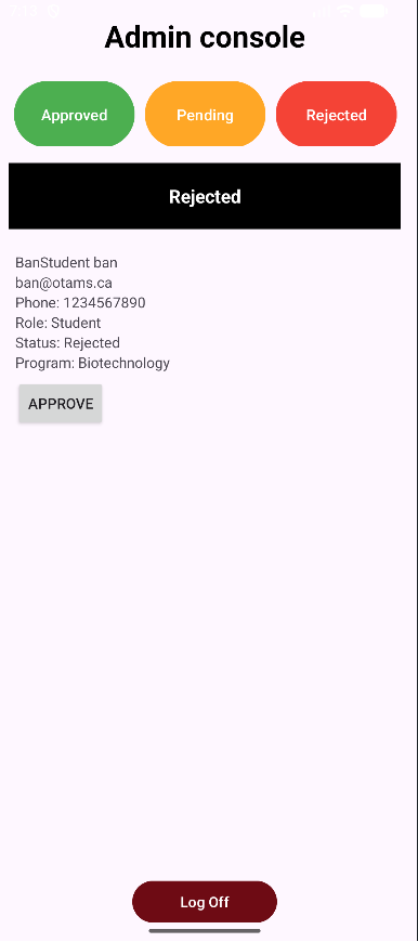 Admin console
Approved Pending Rejected
Rejected
BanStudent ban
ban@otams.ca
Phone: 1234567890
Role: Student
Status: Rejected
Program: Biotechnology
APPROVE
Log Off